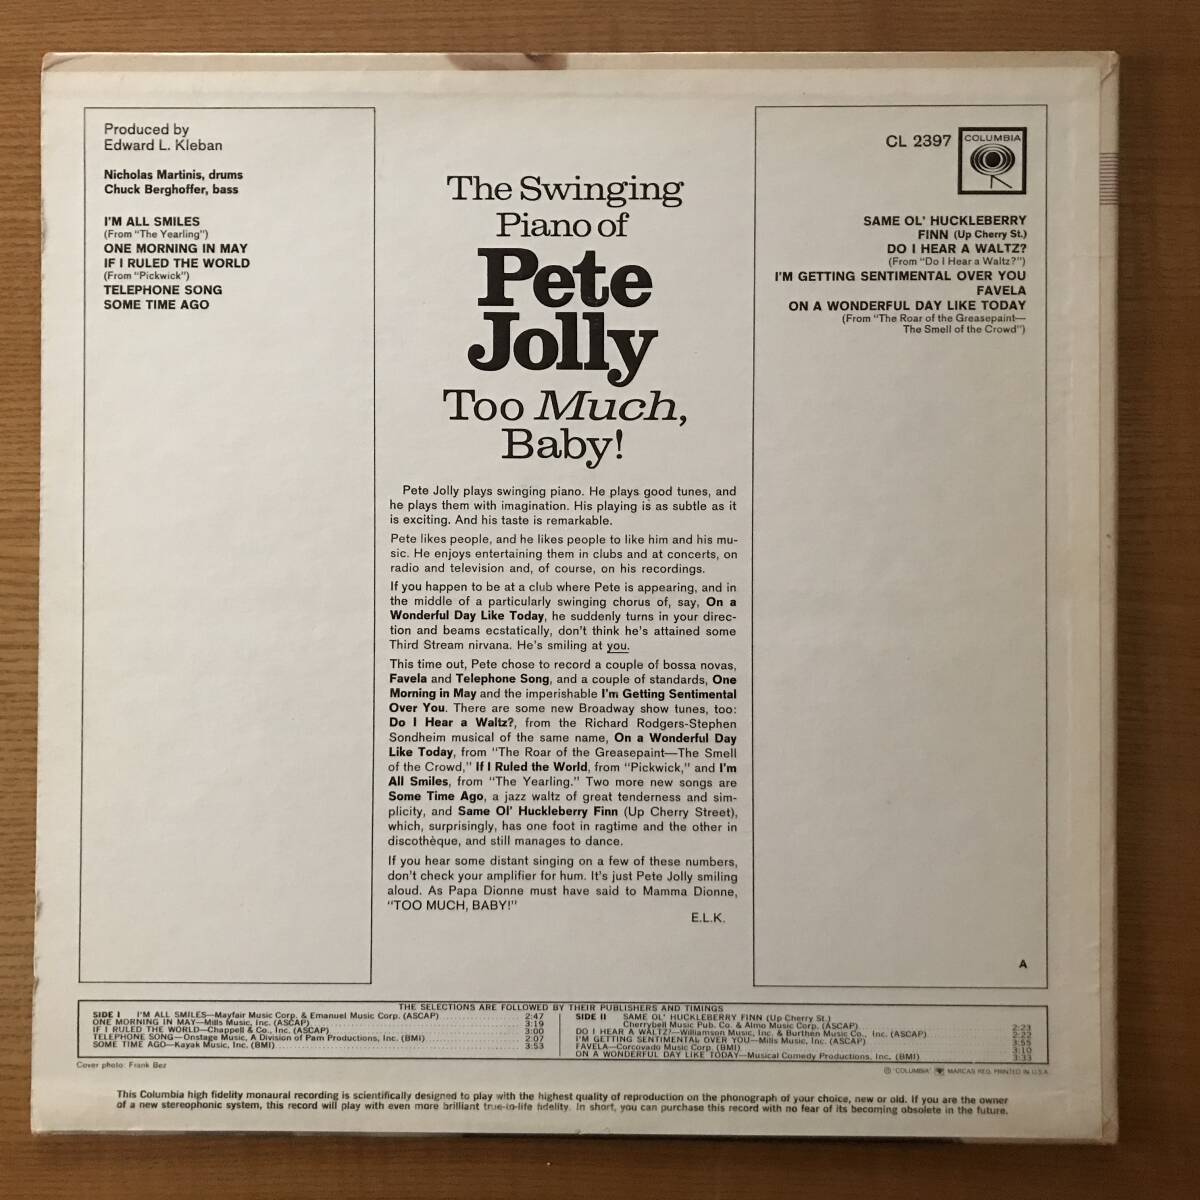 Produced by
Edward L. Kleban
Nicholas Martinis, drums
Chuck Berghoffer, bass
I'M ALL SMILES
(From "The Yearling")
ONE MORNING IN MAY
IF I RULED THE WORLD
(From "Pickwick")
TELEPHONE SONG
SOME TIME AGO
The Swinging
Piano of
Pete
Jolly
Too Much,
Baby!
Pete Jolly plays swinging piano. He plays good tunes, and
he plays them with imagination. His playing is as subtle as it
is exciting. And his taste is remarkable.
Pete likes people, and he likes people to like him and his mu-
sic. He enjoys entertaining them in clubs and at concerts, on
radio and television and, of course, on his recordings.
If you happen to be at a club where Pete is appearing, and in
the middle of a particularly swinging chorus of, say, On a
Wonderful Day Like Today, he suddenly turns in your direc-
tion and beams ecstatically, don't think he's attained some
Third Stream nirvana. He's smiling at you.
This time out, Pete chose to record a couple of bossa novas,
Favela and Telephone Song, and a couple of standards, One
Morning in May and the imperishable I'm Getting Sentimental
Over You. There are some new Broadway show tunes, too:
Do I Hear a Waltz?, from the Richard Rodgers-Stephen
Sondheim musical of the same name, On a Wonderful Day
Like Today, from "The Roar of the Greasepaint—The Smell
of the Crowd," If I Ruled the World, from "Pickwick," and I'm
All Smiles, from "The Yearling." Two more new songs are
Some Time Ago, a jazz waltz of great tenderness and sim-
plicity, and Same Ol' Huckleberry Finn (Up Cherry Street),
which, surprisingly, has one foot in ragtime and the other in
discothèque, and still manages to dance.
If you hear some distant singing on a few of these numbers,
don't check your amplifier for hum. It's just Pete Jolly smiling
aloud. As Papa Dionne must have said to Mamma Dionne,
"TOO MUCH, BABY!"
E.L.K.
CL 2397
COLUMBIA
SAME OL' HUCKLEBERRY
FINN (Up Cherry St.)
DO I HEAR A WALTZ?
(From "Do I Hear a Waltz?")
I'M GETTING SENTIMENTAL OVER YOU
FAVELA
ON A WONDERFUL DAY LIKE TODAY
(From "The Roar of the Greasepaint—
The Smell of the Crowd")
A
THE SELECTIONS ARE FOLLOWED BY THEIR PUBLISHERS AND TIMINGS
SIDE I I'M ALL SMILES—Mayfair Music Corp. & Emanuel Music Corp. (ASCAP) 2:47
ONE MORNING IN MAY—Mills Music, Inc. (ASCAP) 3:19
IF I RULED THE WORLD—Chappell & Co., Inc. (ASCAP) 3:00
TELEPHONE SONG—Onstage Music, A Division of Pam Productions, Inc. (BMI) 2:07
SOME TIME AGO—Kayak Music, Inc. (BMI) 3:53
SIDE II SAME OL' HUCKLEBERRY FINN (Up Cherry St.)
Cherrybell Music Pub. Co. & Almo Music Corp. (ASCAP) 2:23
DO I HEAR A WALTZ?—Williamson Music, Inc. & Burthen Music Co., Inc. (ASCAP) 2:22
I'M GETTING SENTIMENTAL OVER YOU—Mills Music, Inc. (ASCAP) 3:55
FAVELA—Corcovado Music Corp. (BMI) 3:10
ON A WONDERFUL DAY LIKE TODAY—Musical Comedy Productions, Inc. (BMI) 3:33
Cover photo: Frank Bez
® "COLUMBIA" MARCAS REG. PRINTED IN U.S.A.
This Columbia high fidelity monaural recording is scientifically designed to play with the highest quality of reproduction on the phonograph of your choice, new or old. If you are the owner
of a new stereophonic system, this record will play with even more brilliant true-to-life fidelity. In short, you can purchase this record with no fear of its becoming obsolete in the future.